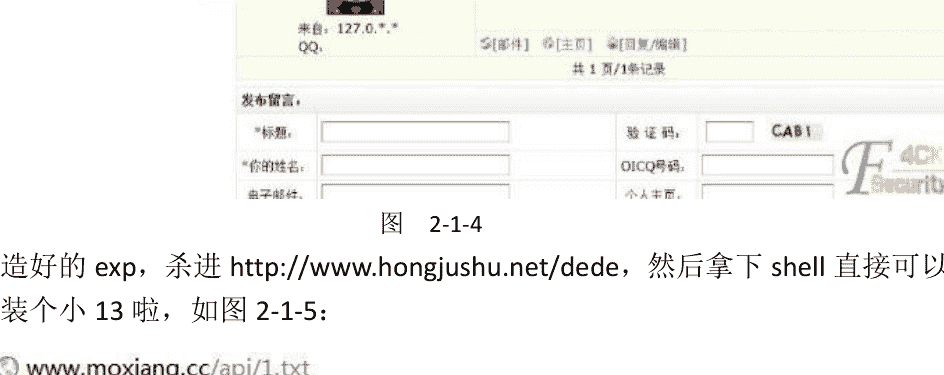 来自：127.0.*.*
QQ：
[邮件] [主页] [回复/编辑]
共 1 页/1条记录
发布留言：
*标题： 验 证 码： CAB1
*你的姓名： OICQ号码：
电子邮件： 个人主页：
F4CK
Security
图 2-1-4
造好的 exp，杀进 http://www.hongjushu.net/dede，然后拿下 shell 直接可以
装个小 13 啦，如图 2-1-5：
www.moxiang.cc/api/1.txt